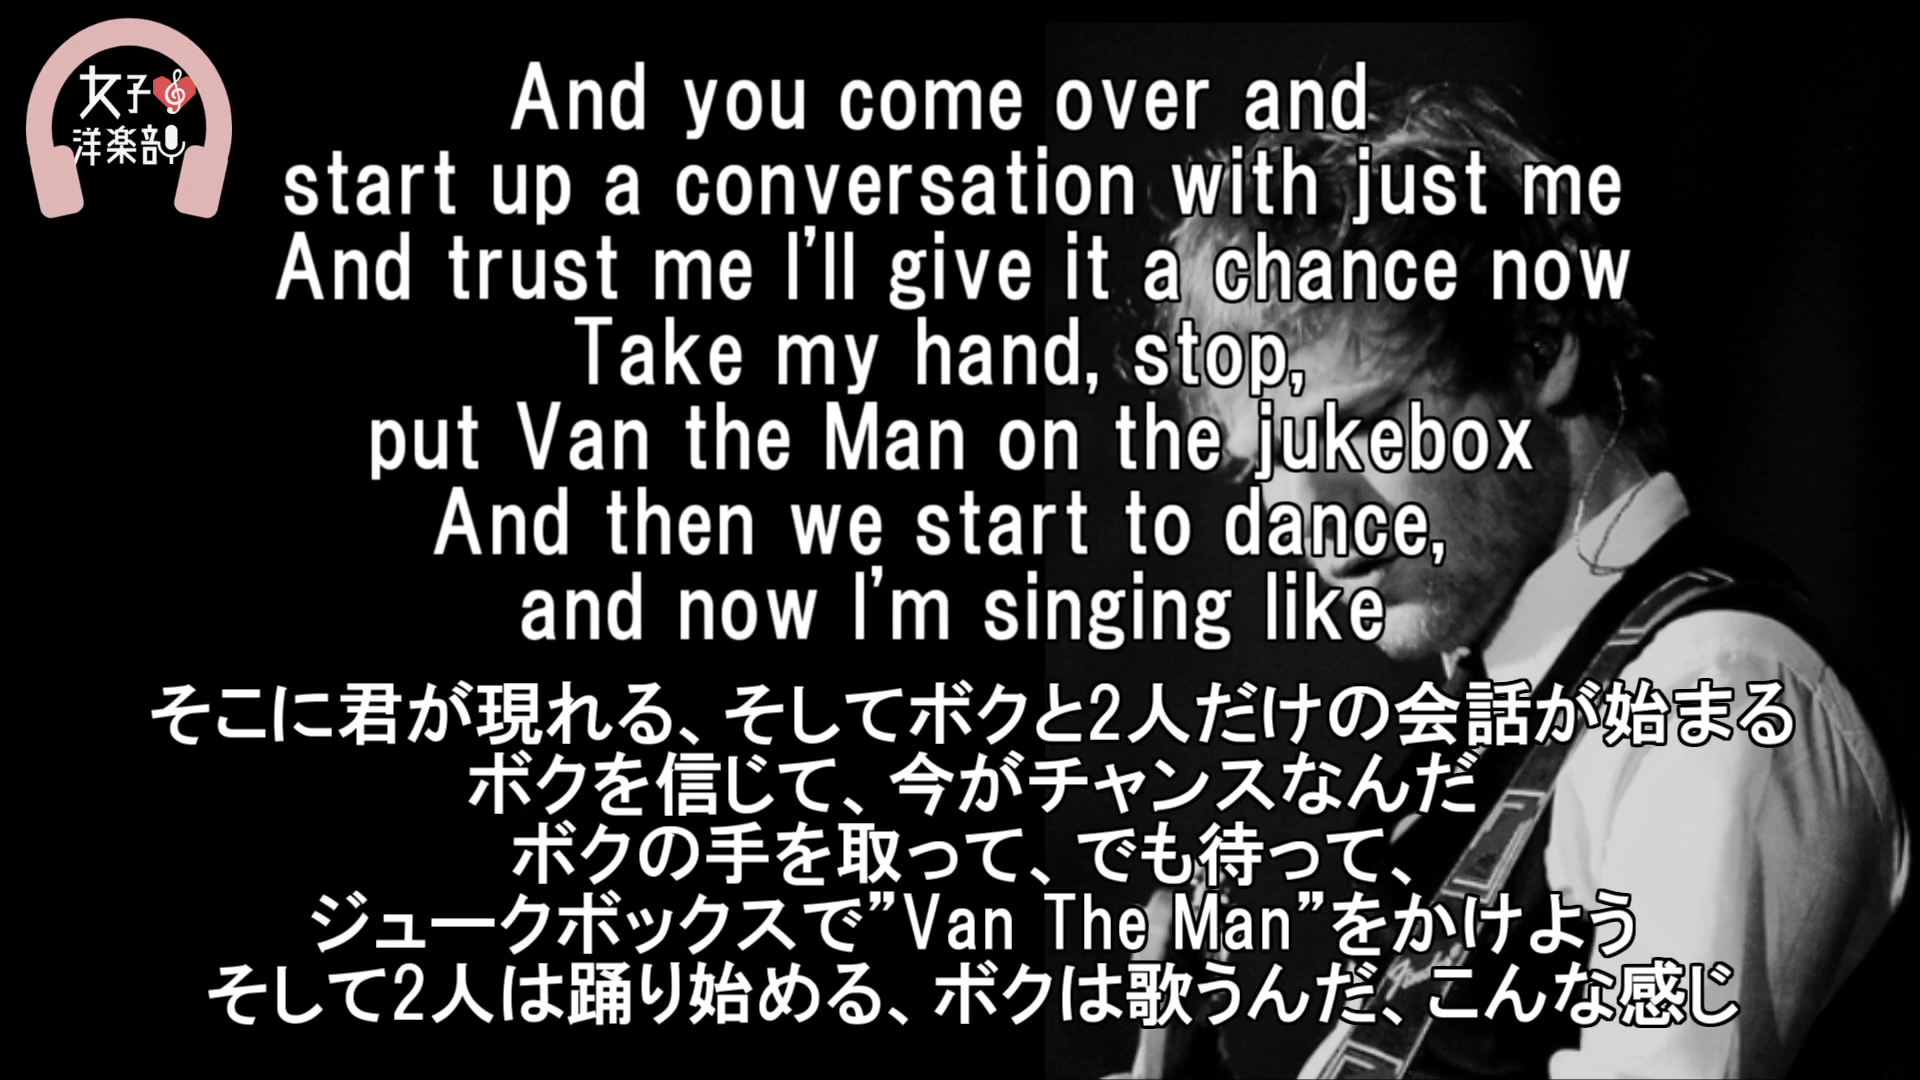 女子
洋楽部
And you come over and
start up a conversation with just me
And trust me I'll give it a chance now
Take my hand, stop,
put Van the Man on the jukebox
And then we start to dance,
and now I'm singing like
そこに君が現れる、そしてボクと2人だけの会話が始まる
ボクを信じて、今がチャンスなんだ
ボクの手を取って、でも待って、
ジュークボックスで"Van The Man"をかけよう
そして2人は踊り始める、ボクは歌うんだ、こんな感じ